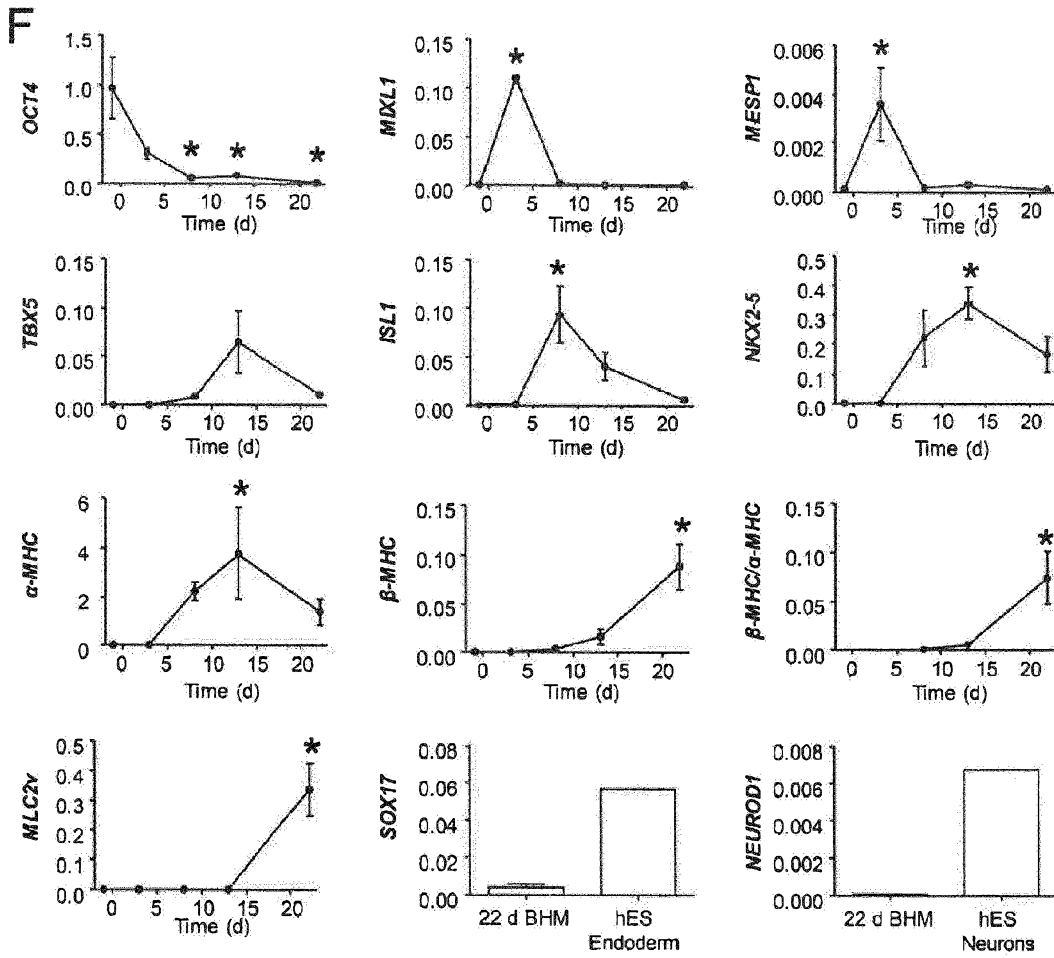 F
OCT4
1.5
1.0
0.5
0.0
* * *
0 5 10 15 20
Time (d)
MIXL1
0.15
0.10
0.05
0.00
*
0 5 10 15 20
Time (d)
MESP1
0.006
0.004
0.002
0.000
*
0 5 10 15 20
Time (d)
TBX5
0.15
0.10
0.05
0.00
0 5 10 15 20
Time (d)
ISL1
0.15
0.10
0.05
0.00
*
0 5 10 15 20
Time (d)
NKX2-5
0.5
0.4
0.3
0.2
0.1
0.0
*
0 5 10 15 20
Time (d)
α-MHC
6
4
2
0
*
0 5 10 15 20
Time (d)
β-MHC
0.15
0.10
0.05
0.00
*
0 5 10 15 20
Time (d)
β-MHC/α-MHC
0.15
0.10
0.05
0.00
*
0 5 10 15 20
Time (d)
MLC2v
0.5
0.4
0.3
0.2
0.1
0.0
*
0 5 10 15 20
Time (d)
SOX17
0.08
0.06
0.04
0.02
0.00
22 d BHM hES
Endoderm
NEUROD1
0.008
0.006
0.004
0.002
0.000
22 d BHM hES
Neurons